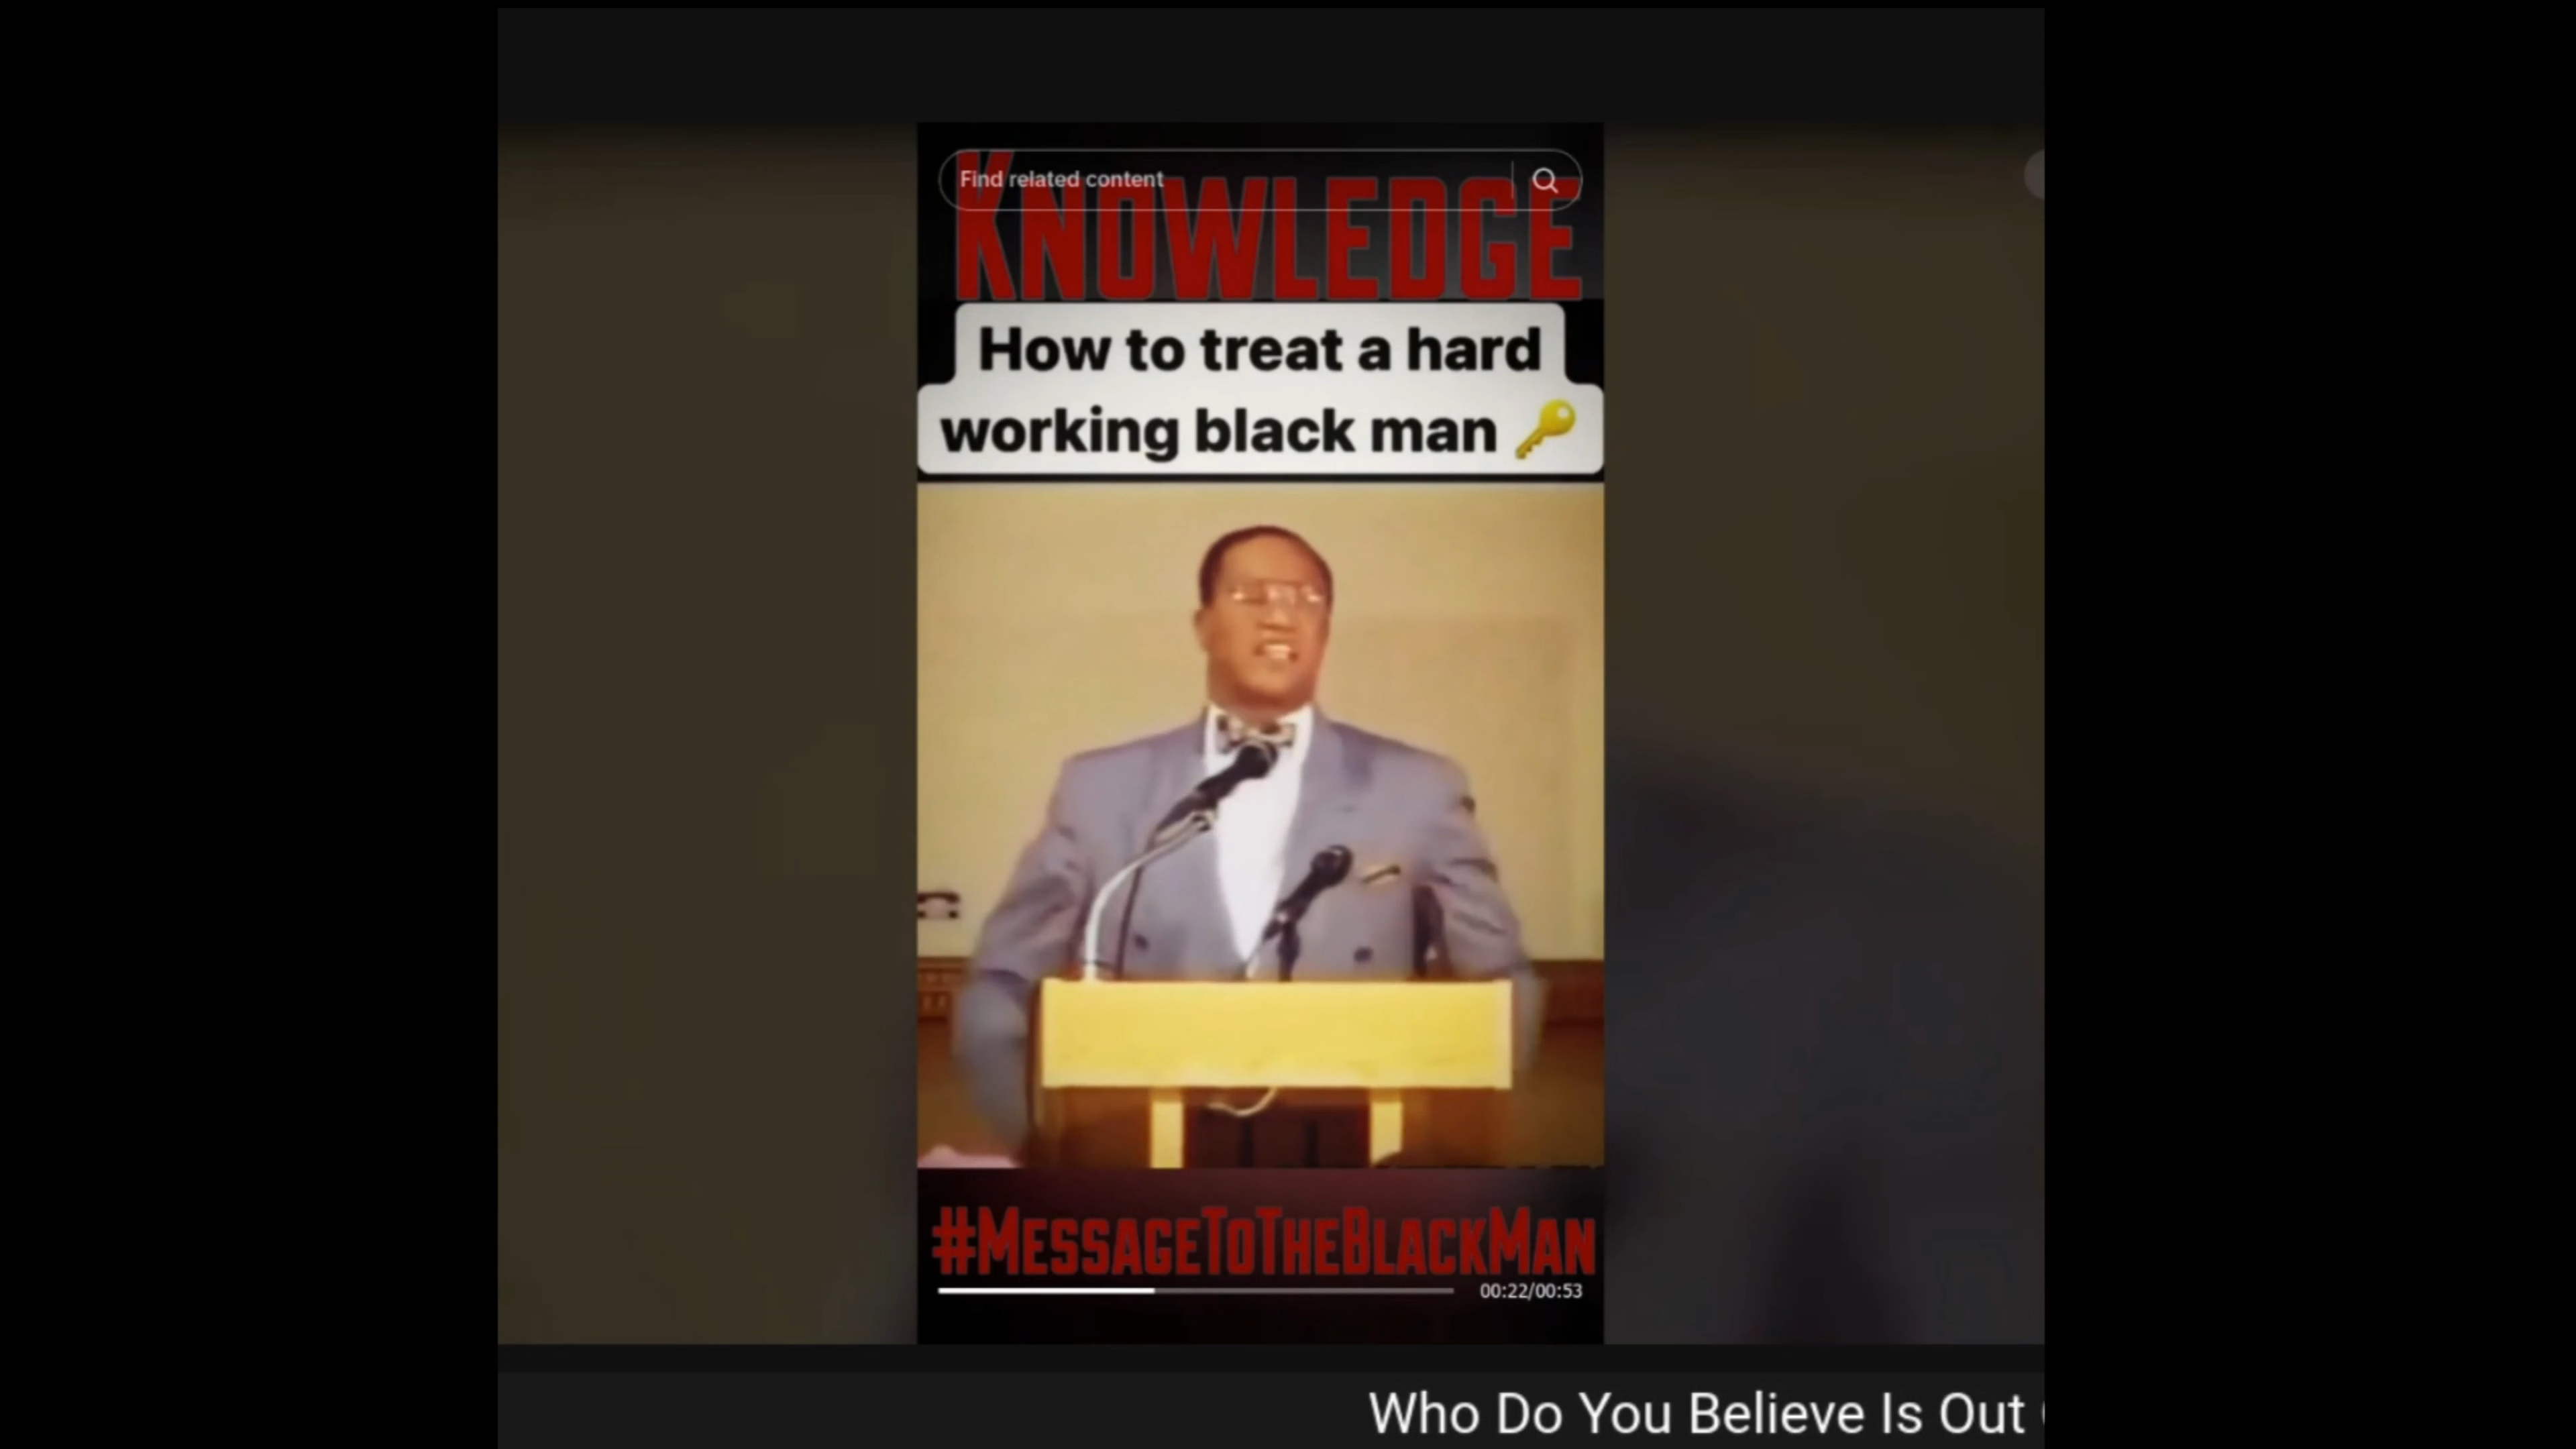 Find related content
KNOWLEDGE
How to treat a hard
working black man
#MESSAGETOTHEBLACKMAN
00:22/00:53
Who Do You Believe Is Out